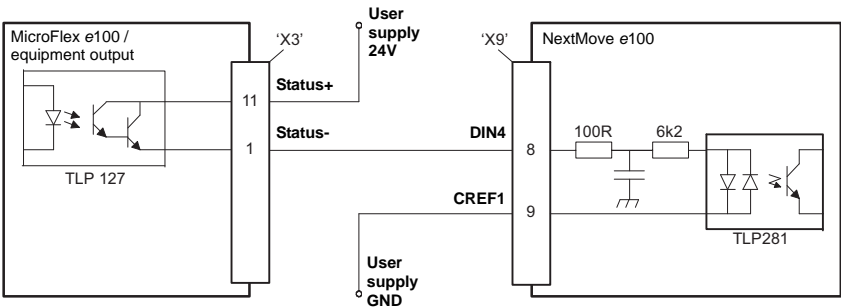 MicroFlex e100 /
equipment output
'X3'
User
supply
24V
'X9'
NextMove e100
11
Status+
1
Status-
DIN4
8
100R
6k2
TLP 127
CREF1
9
TLP281
User
supply
GND